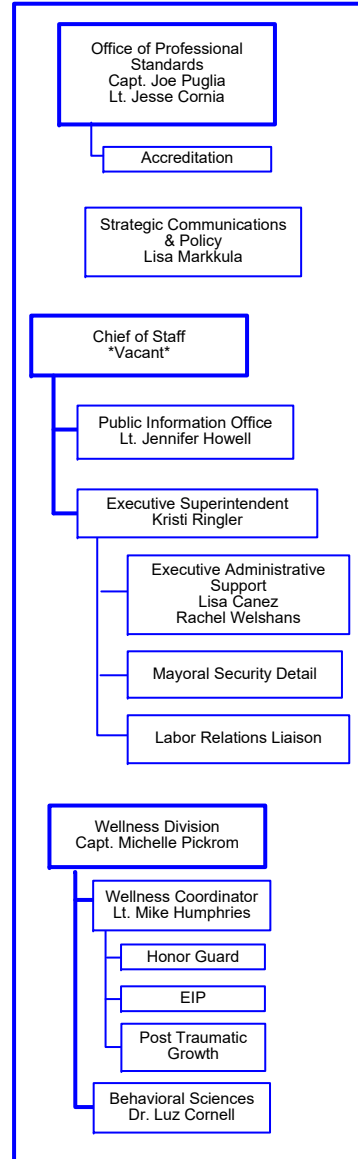 Office of Professional
Standards
Capt. Joe Puglia
Lt. Jesse Cornia
Accreditation
Strategic Communications
& Policy
Lisa Markkula
Chief of Staff
*Vacant*
Public Information Office
Lt. Jennifer Howell
Executive Superintendent
Kristi Ringler
Executive Administrative
Support
Lisa Canez
Rachel Welshans
Mayoral Security Detail
Labor Relations Liaison
Wellness Division
Capt. Michelle Pickrom
Wellness Coordinator
Lt. Mike Humphries
Honor Guard
EIP
Post Traumatic
Growth
Behavioral Sciences
Dr. Luz Cornell